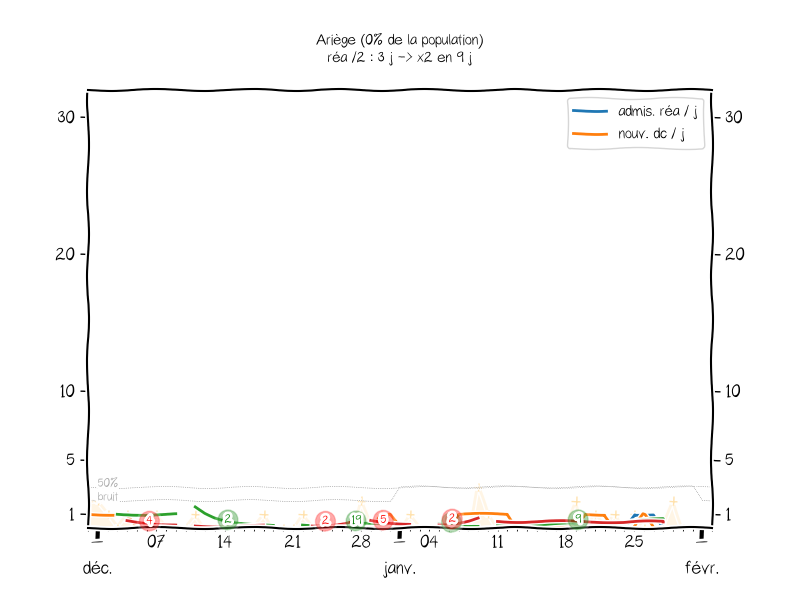 Ariège (0% de la population)
réa /2 : 3 j -> x2 en 9 j
admis. réa / j
nouv. dc / j
30 30
20 20
10 10
5 5
50%
bruit
1 1
4 2 2 19 5 2 9
07 14 21 28 04 11 18 25
déc. janv. févr.